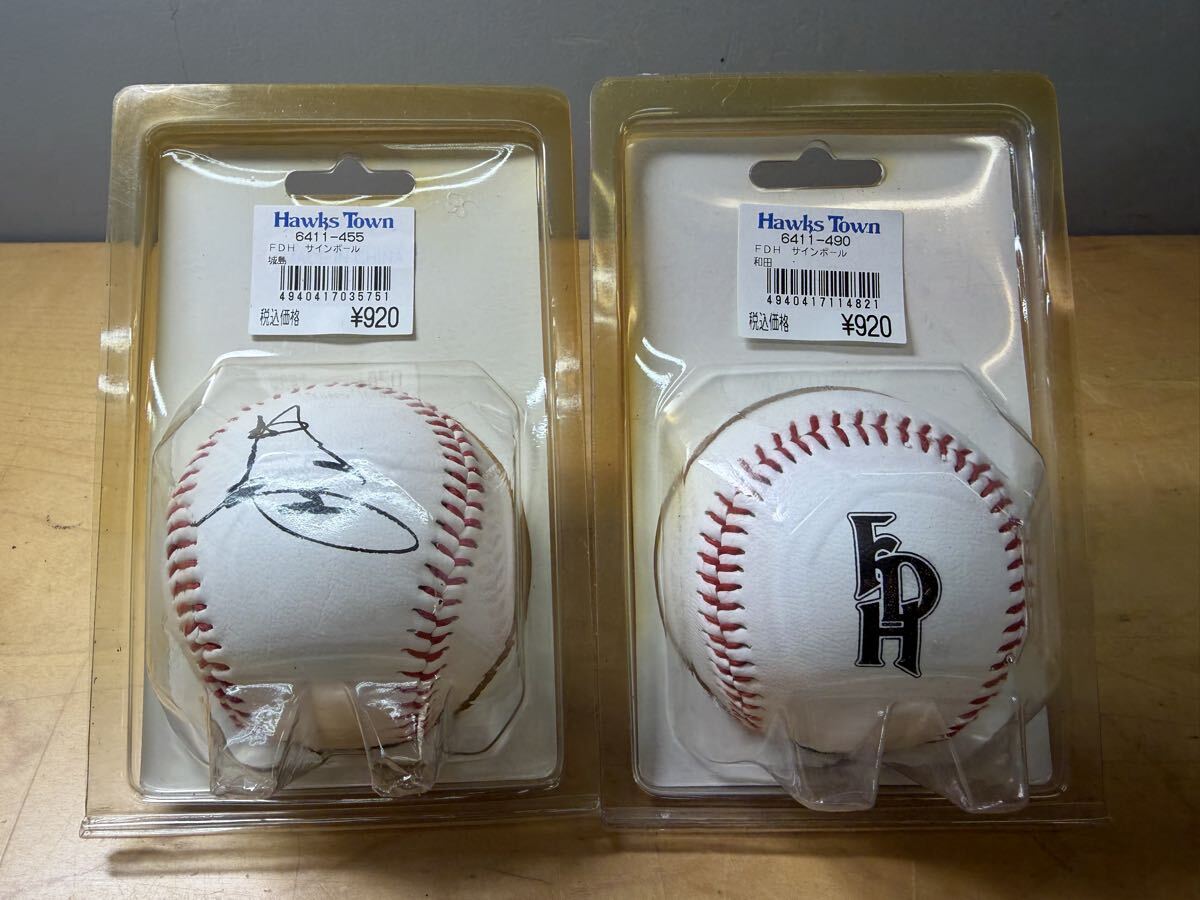 Hawks Town
6411-455
FDH サインボール
城島
4940417035751
税込価格 ¥920
Hawks Town
6411-490
FDH サインボール
和田
4940417114821
税込価格 ¥920
FDH